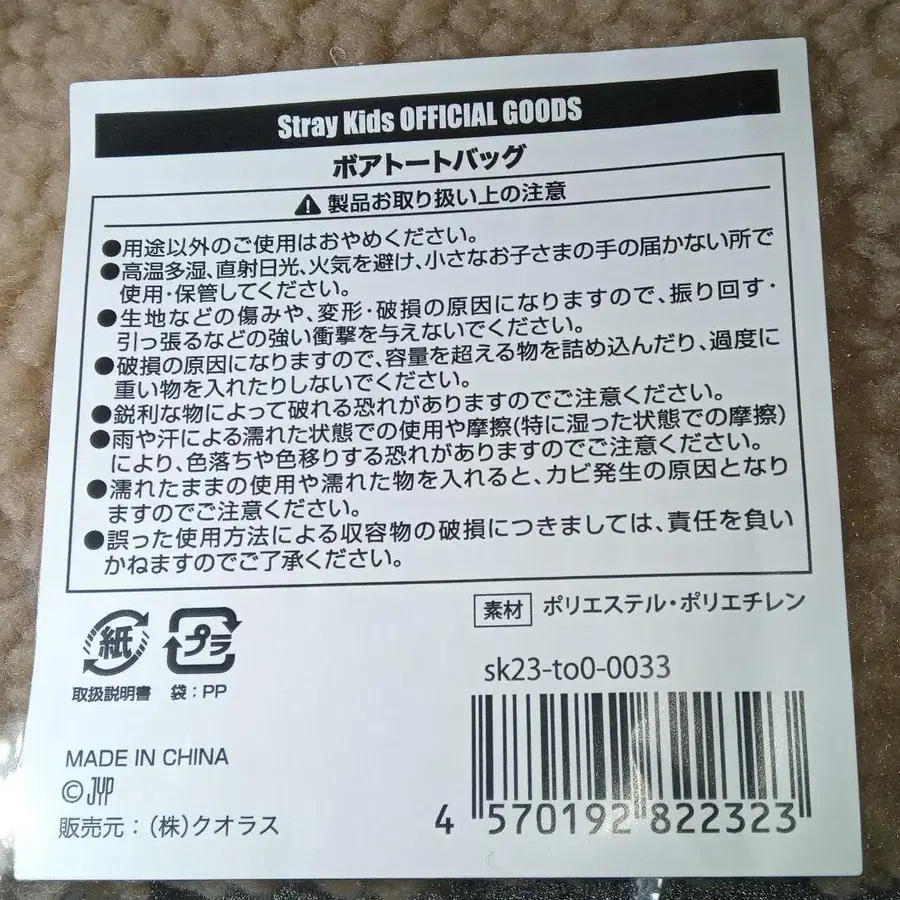 Stray Kids OFFICIAL GOODS
ボアトートバッグ
製品お取り扱い上の注意
●用途以外のご使用はおやめください。
●高温多湿、直射日光、火気を避け、小さなお子さまの手の届かない所で
使用・保管してください。
●生地などの傷みや、変形・破損の原因になりますので、振り回す・
引っ張るなどの強い衝撃を与えないでください。
●破損の原因になりますので、容量を超える物を詰め込んだり、過度に
重い物を入れたりしないでください。
●鋭利な物によって破れる恐れがありますのでご注意ください。
●雨や汗による濡れた状態での使用や摩擦(特に湿った状態での摩擦)
により、色落ちや色移りする恐れがありますのでご注意ください。
●濡れたままの使用や濡れた物を入れると、カビ発生の原因となり
ますのでご注意ください。
●誤った使用方法による収容物の破損につきましては、責任を負い
かねますのでご了承ください。
素材 ポリエステル・ポリエチレン
紙 プラ
取扱説明書 袋：PP
sk23-to0-0033
MADE IN CHINA
©JYP
販売元：(株)クオラス
4 570192 822323